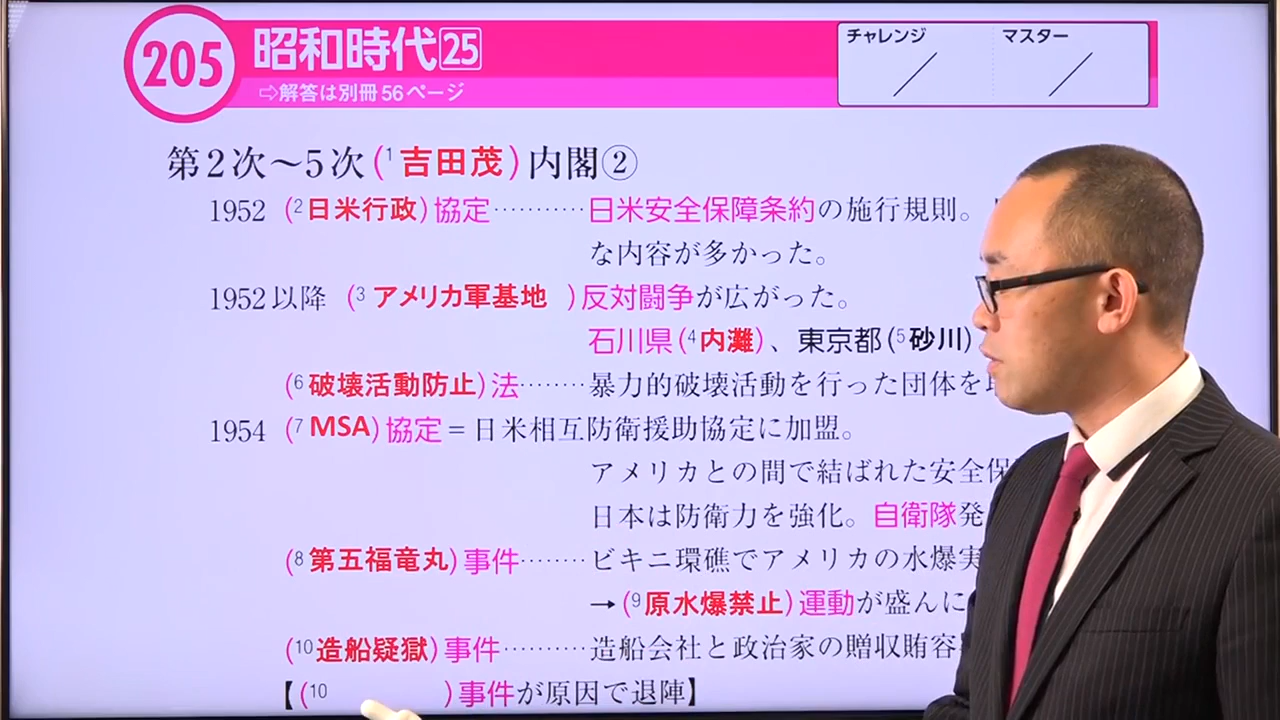 205 昭和時代25
チャレンジ マスター
⇨解答は別冊56ページ
第2次～5次(1 吉田茂)内閣②
1952 (2 日米行政)協定…………日米安全保障条約の施行規則。
な内容が多かった。
1952以降 (3 アメリカ軍基地 )反対闘争が広がった。
石川県(4 内灘)、東京都(5 砂川)
(6 破壊活動防止)法………暴力的破壊活動を行った団体を
1954 (7 MSA)協定＝日米相互防衛援助協定に加盟。
アメリカとの間で結ばれた安全保
日本は防衛力を強化。自衛隊発
(8 第五福竜丸)事件………ビキニ環礁でアメリカの水爆実
→(9 原水爆禁止)運動が盛んに
(10 造船疑獄)事件…………造船会社と政治家の贈収賄容
【(10 )事件が原因で退陣】